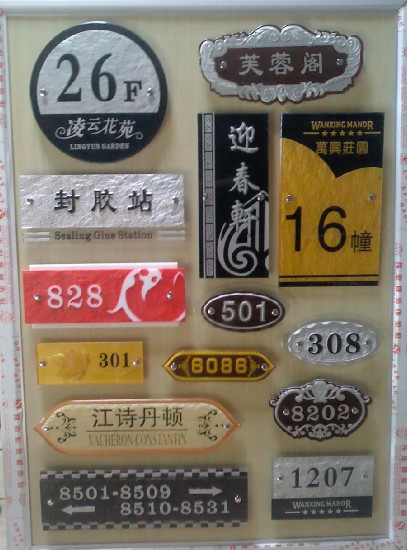 26F
凌云花苑
LINGYUN GARDEN
芙蓉阁
封胶站
Sealing Glue Station
迎春軒
WANXING MANOR
萬興莊園
16幢
828
501
308
301
8086
8202
江诗丹顿
VACHERON CONSTANTIN
8501-8509 →
← 8510-8531
1207
WANXING MANOR